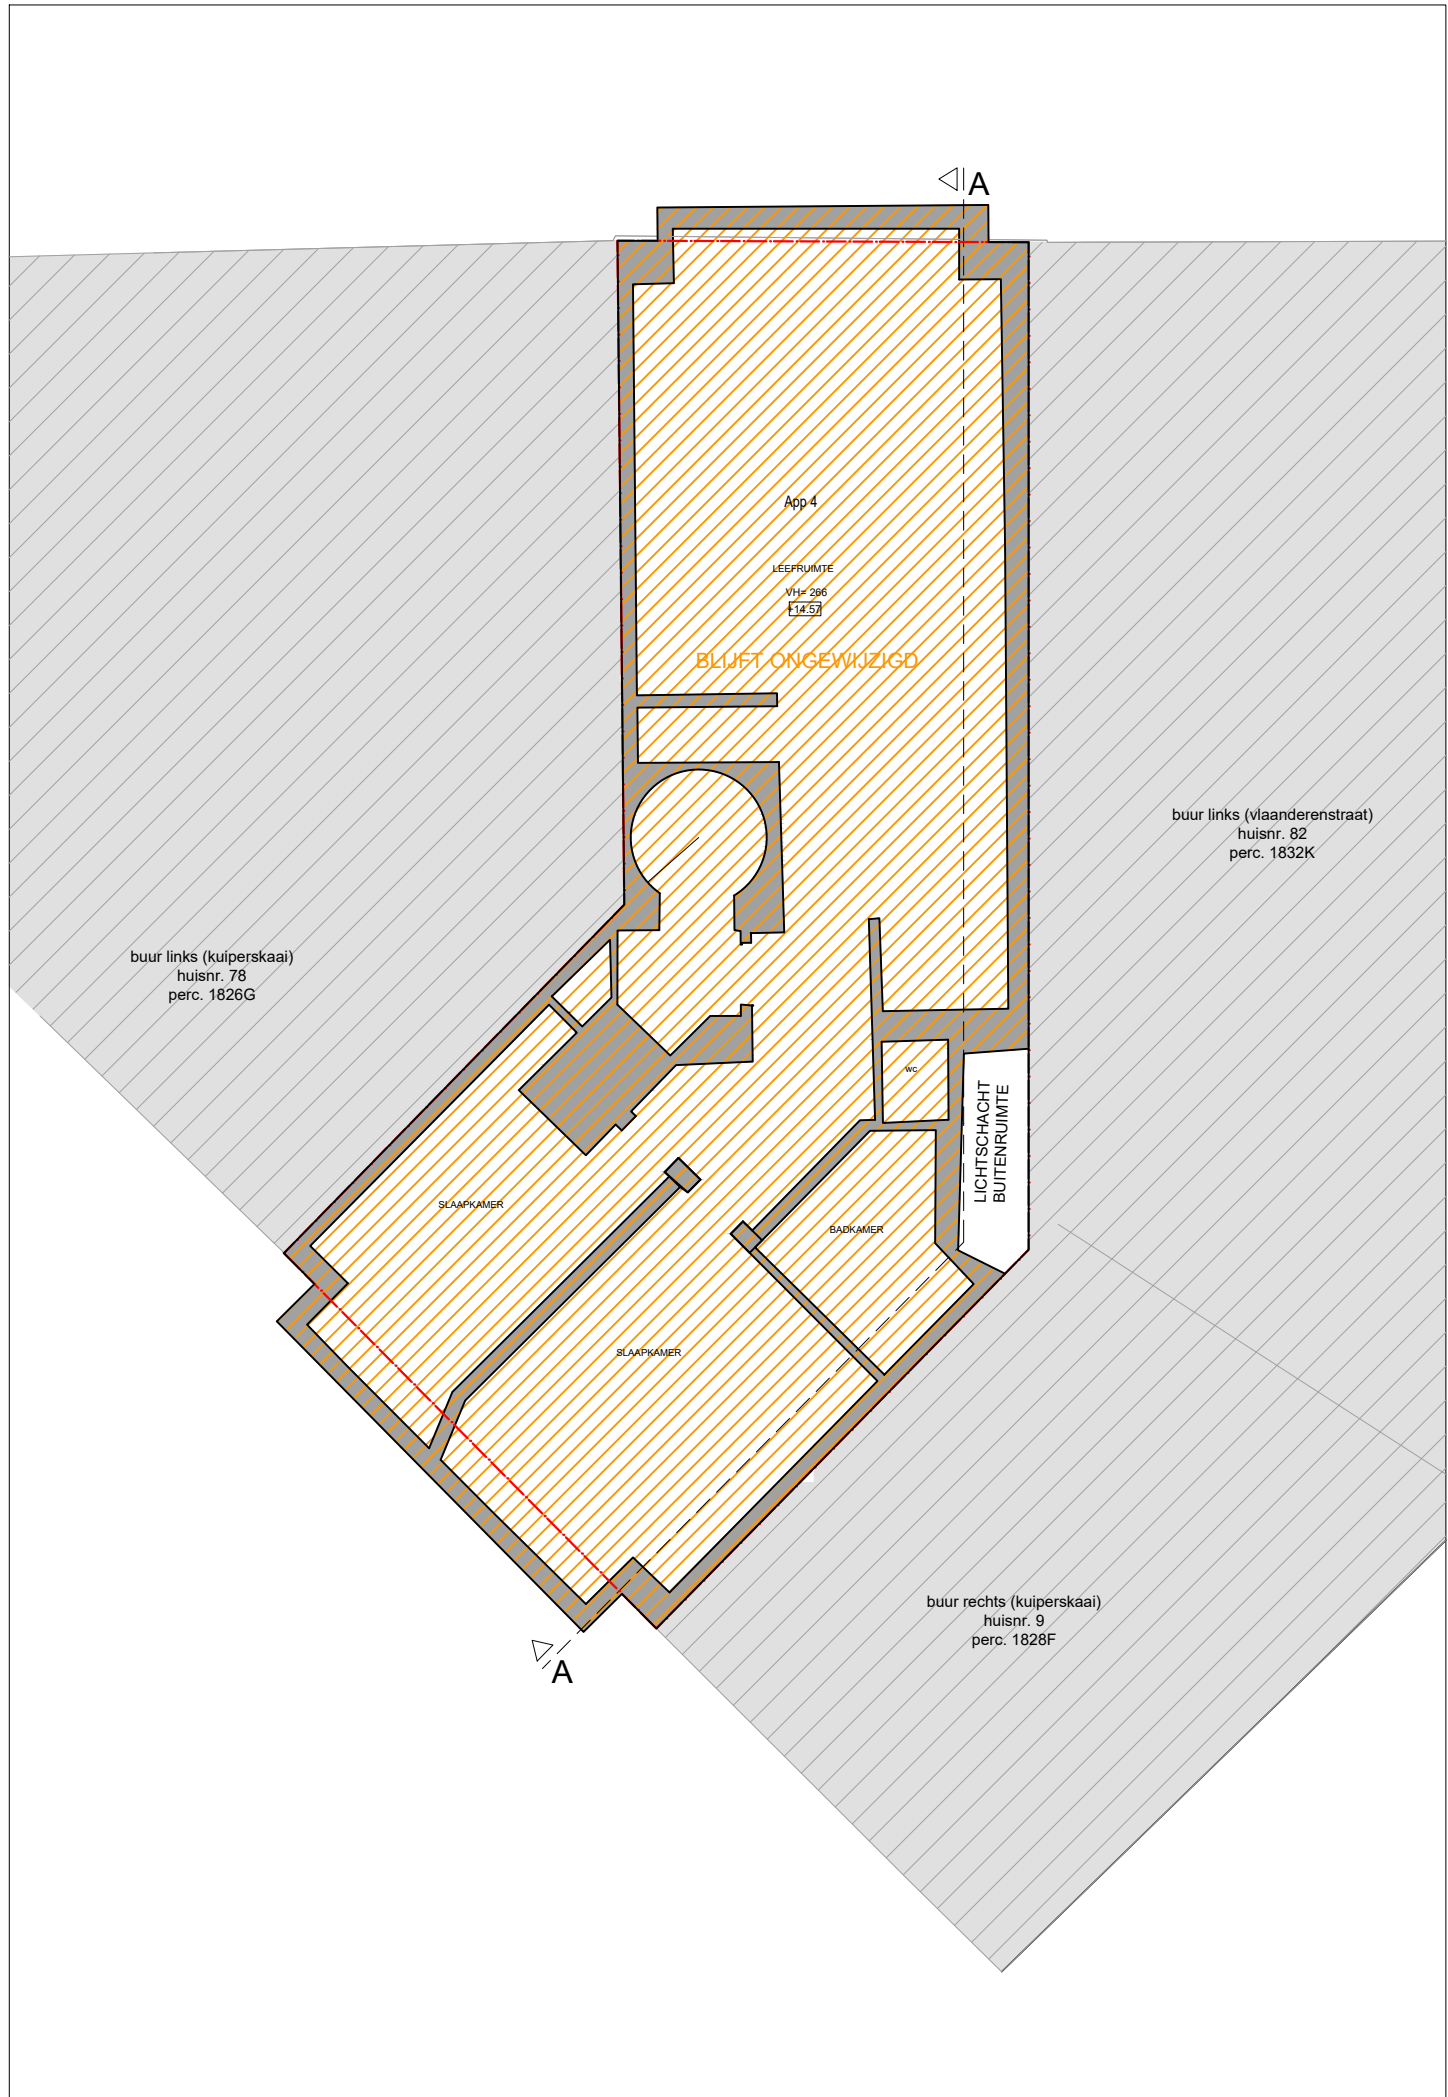 A
App 4
LEEFRUIMTE
VH= 266
+14.57
BLIJFT ONGEWIJZIGD
buur links (vlaanderenstraat)
huisnr. 82
perc. 1832K
buur links (kuiperskaai)
huisnr. 78
perc. 1826G
wc
LICHTSCHACHT
BUITENRUIMTE
SLAAPKAMER
BADKAMER
SLAAPKAMER
buur rechts (kuiperskaai)
huisnr. 9
perc. 1828F
A